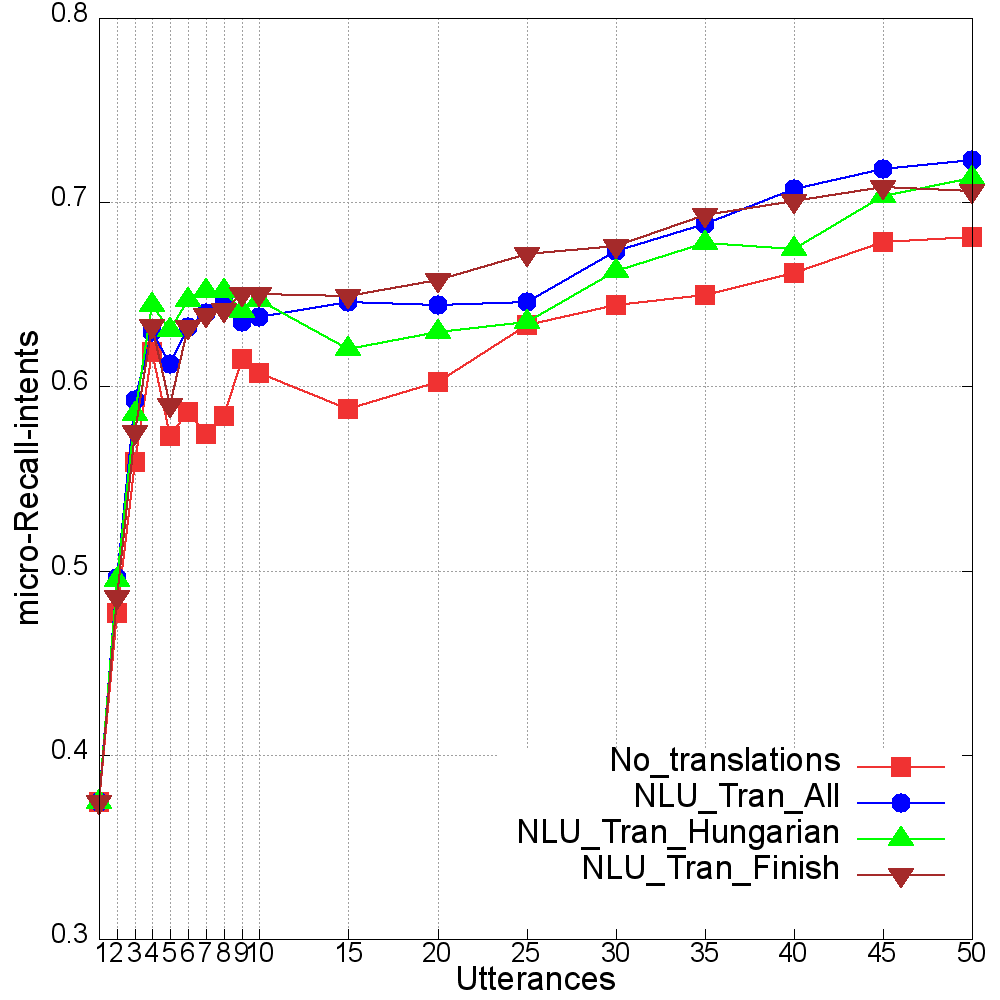 0.8
0.7
0.6
0.5
0.4
0.3
micro-Recall-intents
No_translations
NLU_Tran_All
NLU_Tran_Hungarian
NLU_Tran_Finish
1 2 3 4 5 6 7 8 9 10 15 20 25 30 35 40 45 50
Utterances